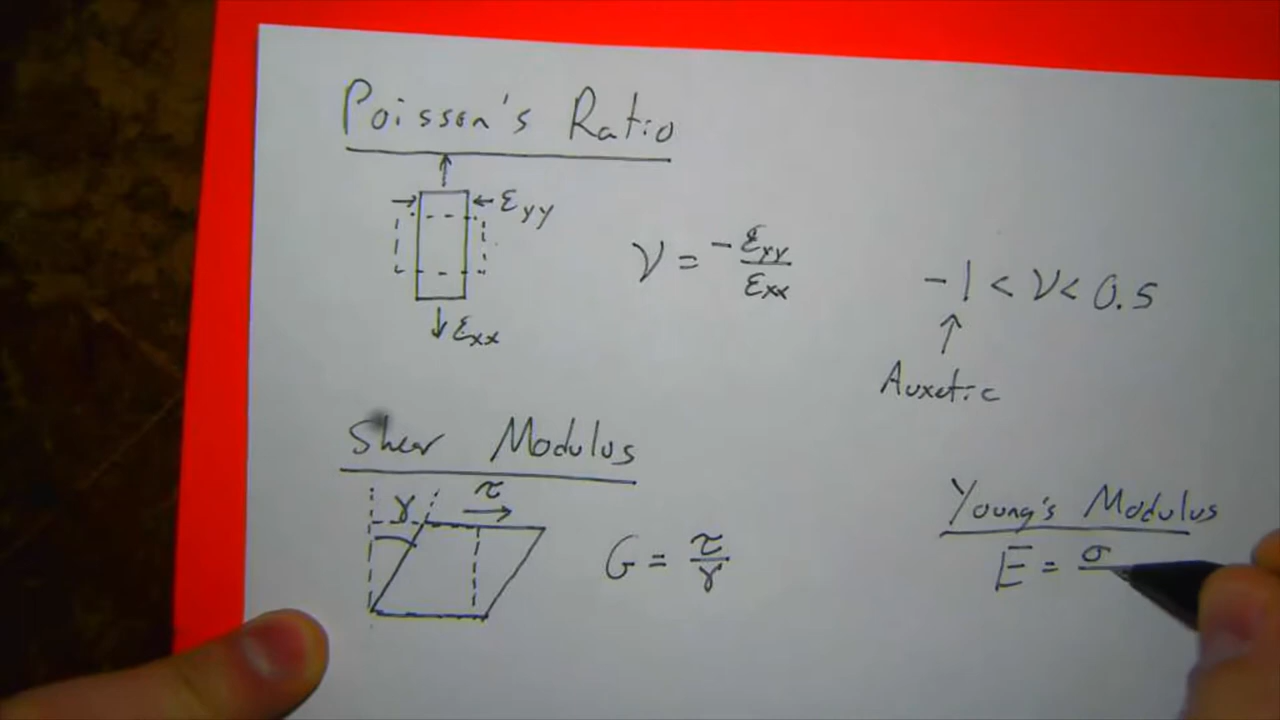 Poisson's Ratio
εyy
ν = -εyy/εxx
-1 < ν < 0.5
εxx
Auxetic
Shear Modulus
τ
γ
G = τ/γ
Young's Modulus
E = σ